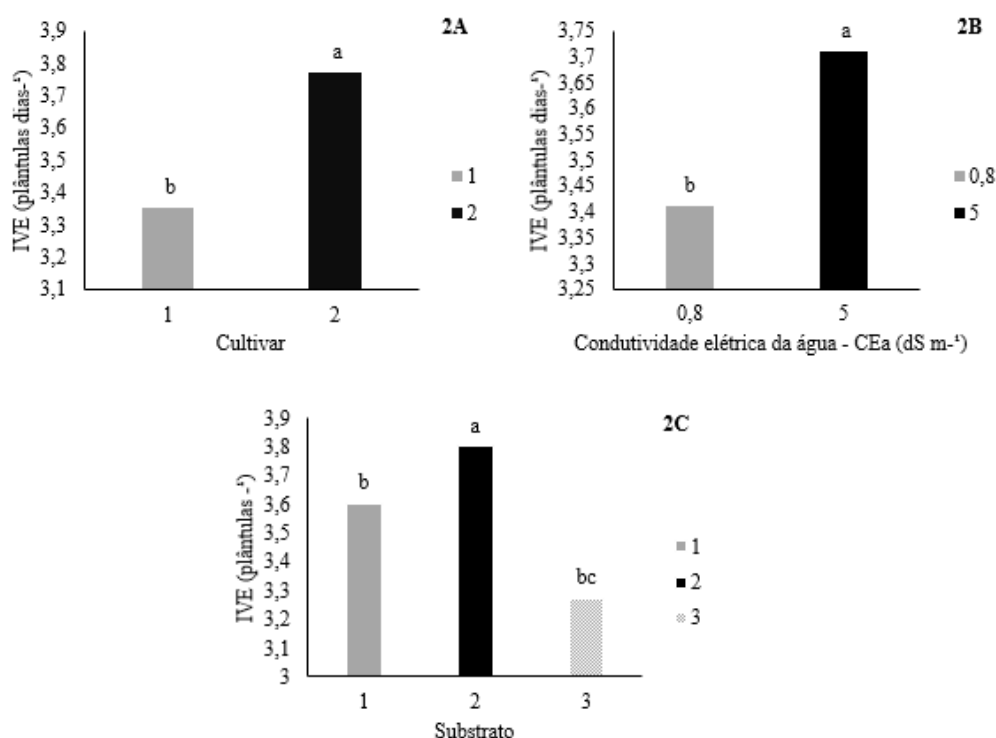 2A
IVE (plântulas dias-¹)
3,9
3,8
3,7
3,6
3,5
3,4
3,3
3,2
3,1
b
a
1
2
1
2
Cultivar
2B
IVE (plântulas dias-¹)
3,75
3,7
3,65
3,6
3,55
3,5
3,45
3,4
3,35
3,3
3,25
b
a
0,8
5
0,8
5
Condutividade elétrica da água - CEa (dS m-¹)
2C
IVE (plântulas -¹)
3,9
3,8
3,7
3,6
3,5
3,4
3,3
3,2
3,1
3
b
a
bc
1
2
3
1
2
3
Substrato